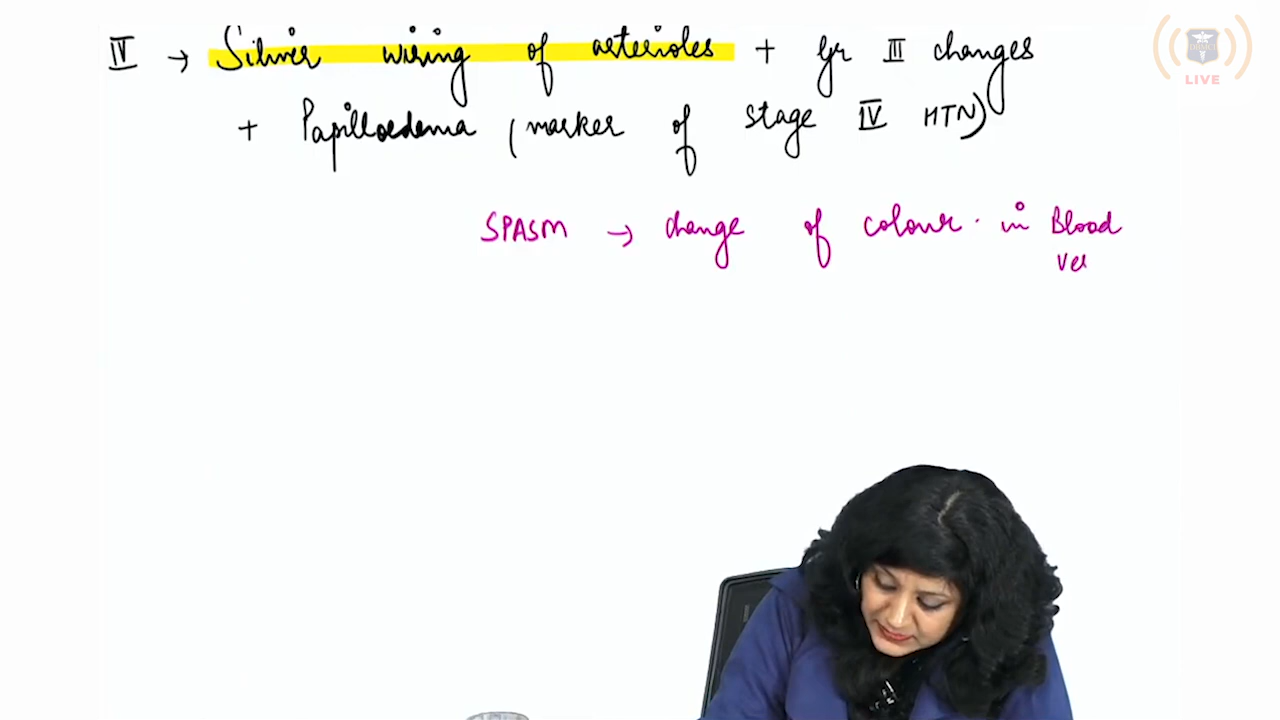 IV → Silver wiring of arterioles + Gr III changes
+ Papilloedema (marker of stage IV HTN)
SPASM → change of colour in Blood
Ve
LIVE